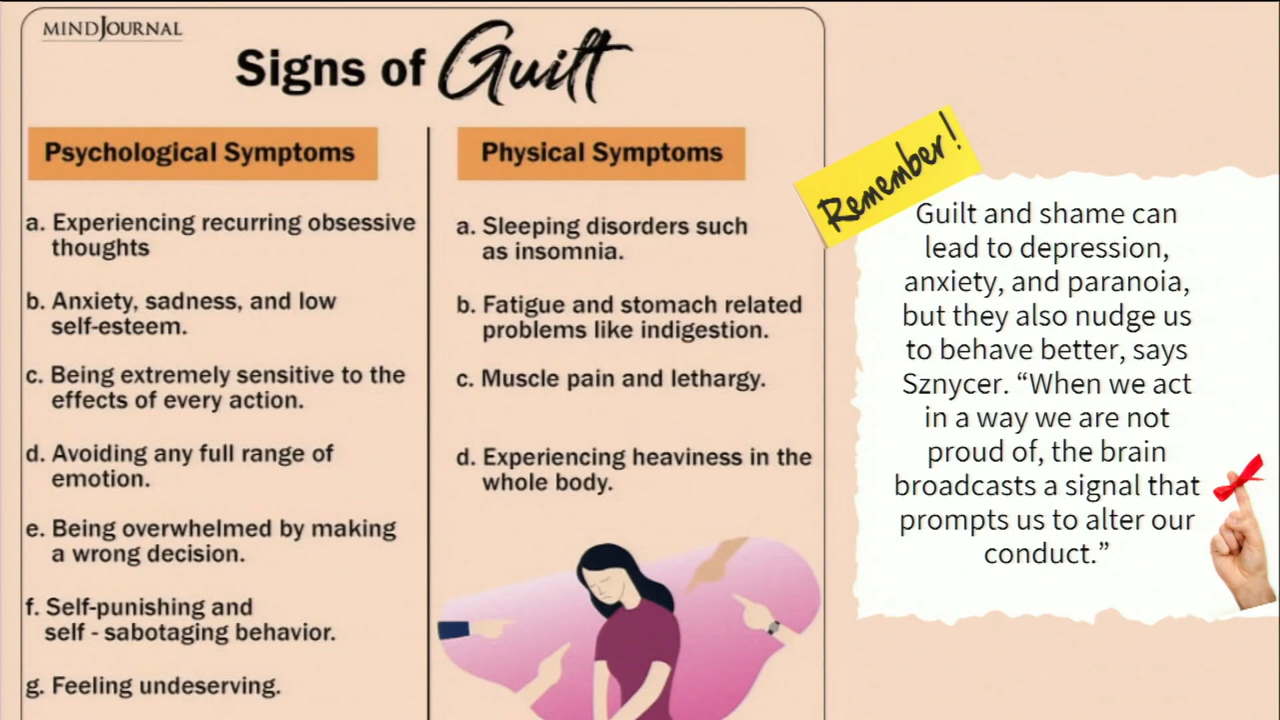 MINDJOURNAL
Signs of Guilt
Psychological Symptoms
a. Experiencing recurring obsessive
thoughts
b. Anxiety, sadness, and low
self-esteem.
c. Being extremely sensitive to the
effects of every action.
d. Avoiding any full range of
emotion.
e. Being overwhelmed by making
a wrong decision.
f. Self-punishing and
self - sabotaging behavior.
g. Feeling undeserving.
Physical Symptoms
a. Sleeping disorders such
as insomnia.
b. Fatigue and stomach related
problems like indigestion.
c. Muscle pain and lethargy.
d. Experiencing heaviness in the
whole body.
Remember!
Guilt and shame can
lead to depression,
anxiety, and paranoia,
but they also nudge us
to behave better, says
Sznycer. “When we act
in a way we are not
proud of, the brain
broadcasts a signal that
prompts us to alter our
conduct.”